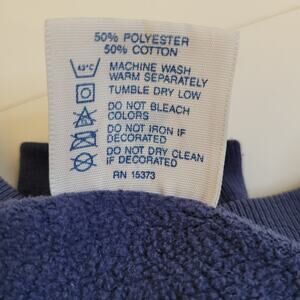 50% POLYESTER
50% COTTON
MACHINE WASH
WARM SEPARATELY
TUMBLE DRY LOW
DO NOT BLEACH
COLORS
DO NOT IRON IF
DECORATED
DO NOT DRY CLEAN
IF DECORATED
RN 15373